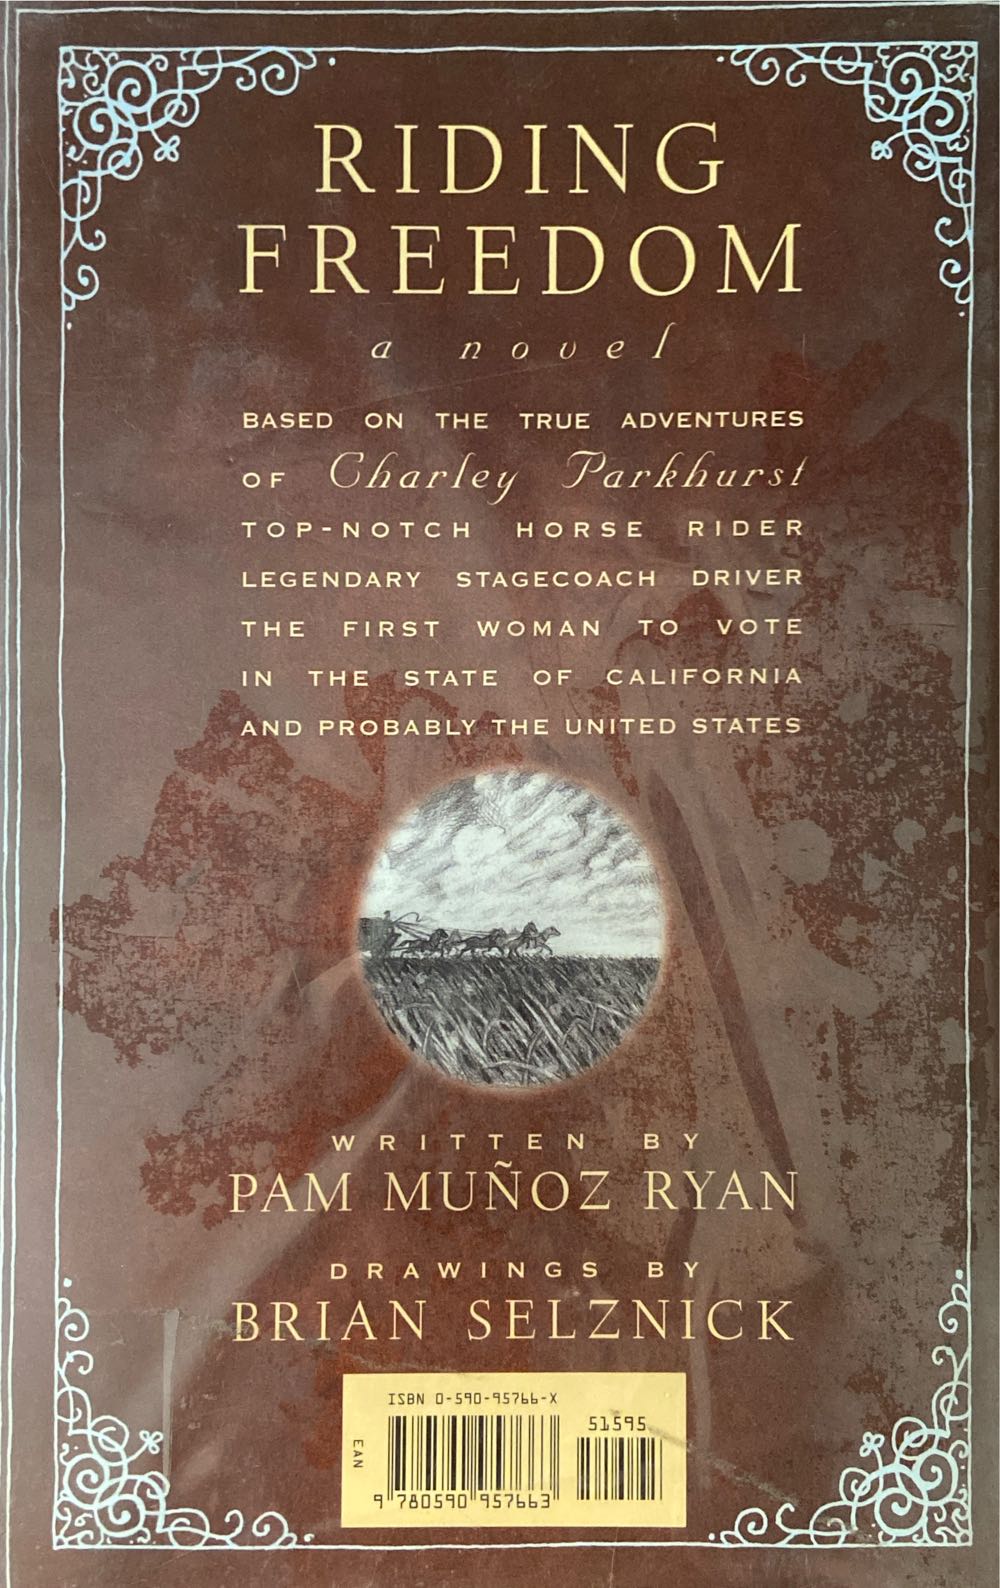 RIDING
FREEDOM
a novel
BASED ON THE TRUE ADVENTURES
OF Charley Parkhurst
TOP-NOTCH HORSE RIDER
LEGENDARY STAGECOACH DRIVER
THE FIRST WOMAN TO VOTE
IN THE STATE OF CALIFORNIA
AND PROBABLY THE UNITED STATES
WRITTEN BY
PAM MUÑOZ RYAN
DRAWINGS BY
BRIAN SELZNICK
ISBN 0-590-95766-X
51595
EAN
9 780590 957663